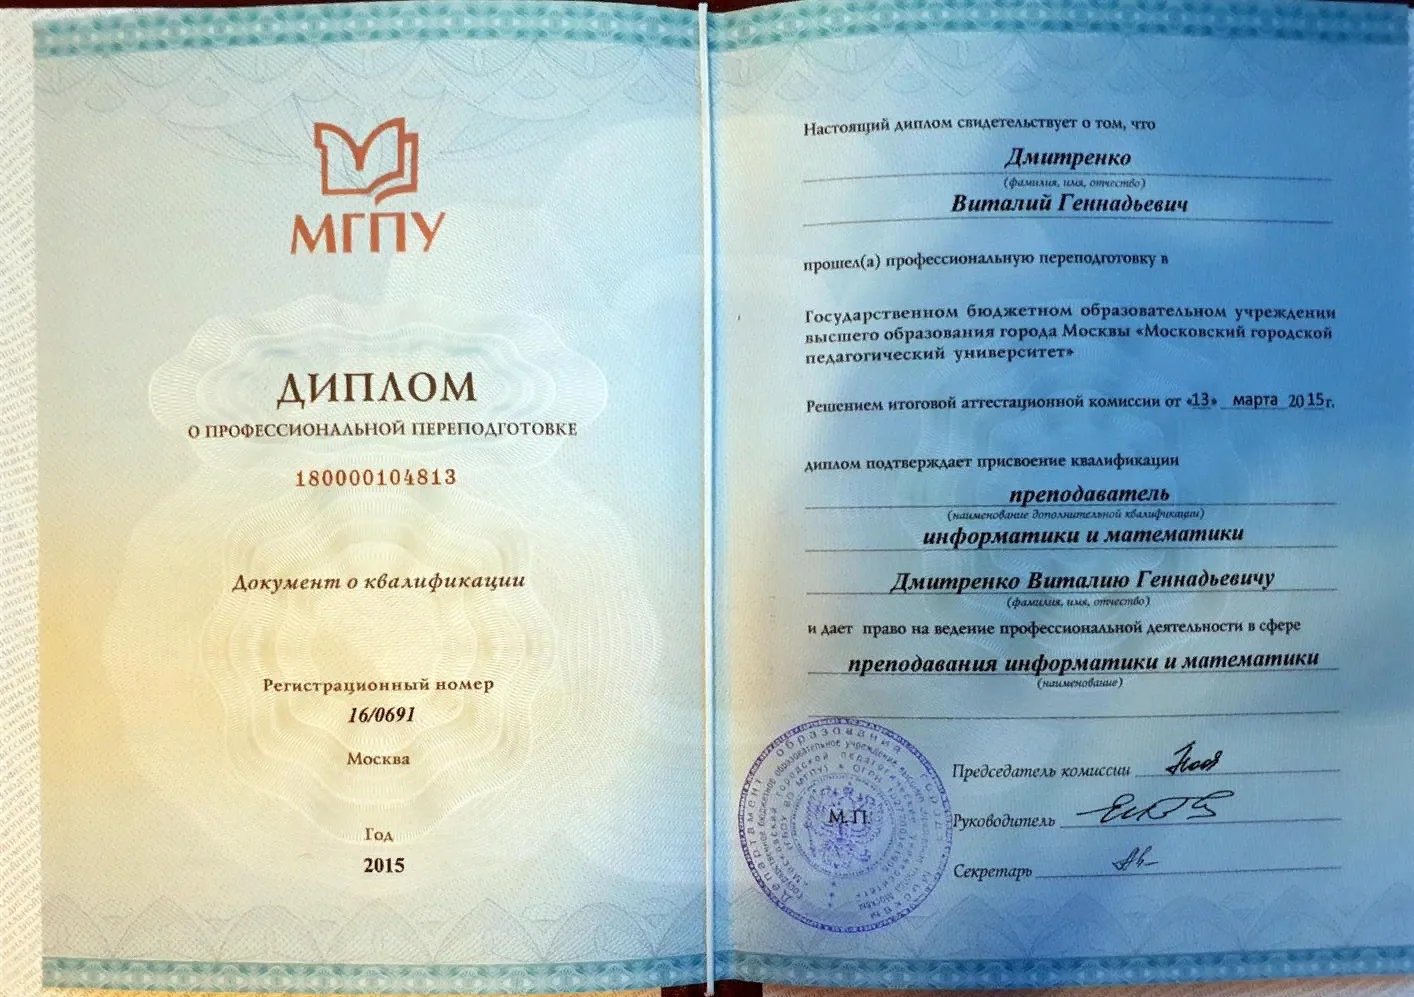 МГПУ
ДИПЛОМ
О ПРОФЕССИОНАЛЬНОЙ ПЕРЕПОДГОТОВКЕ
180000104813
Документ о квалификации
Регистрационный номер
16/0691
Москва
Год
2015
Настоящий диплом свидетельствует о том, что
Дмитренко
(фамилия, имя, отчество)
Виталий Геннадьевич
прошел(а) профессиональную переподготовку в
Государственном бюджетном образовательном учреждении
высшего образования города Москвы «Московский городской
педагогический университет»
Решением итоговой аттестационной комиссии от «13» марта 2015г.
диплом подтверждает присвоение квалификации
преподаватель
(наименование дополнительной квалификации)
информатики и математики
Дмитренко Виталию Геннадьевичу
(фамилия, имя, отчество)
и дает право на ведение профессиональной деятельности в сфере
преподавания информатики и математики
(наименование)
Председатель комиссии
М.П.
Руководитель
Секретарь